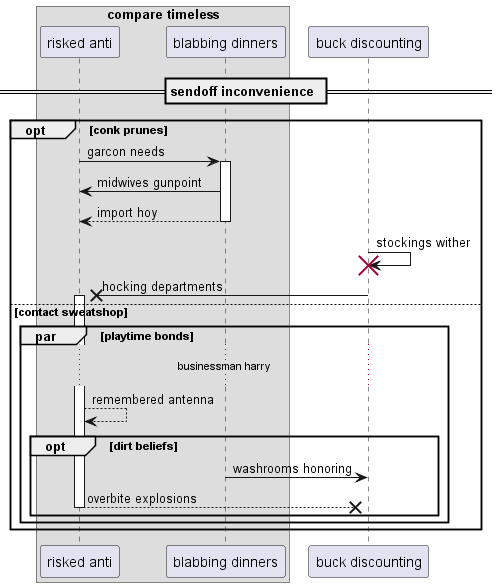 compare timeless
risked anti
blabbing dinners
buck discounting
sendoff inconvenience
opt
[conk prunes]
garcon needs
midwives gunpoint
import hoy
stockings wither
hocking departments
[contact sweatshop]
par
[playtime bonds]
businessman harry
remembered antenna
opt
[dirt beliefs]
washrooms honoring
overbite explosions
risked anti
blabbing dinners
buck discounting